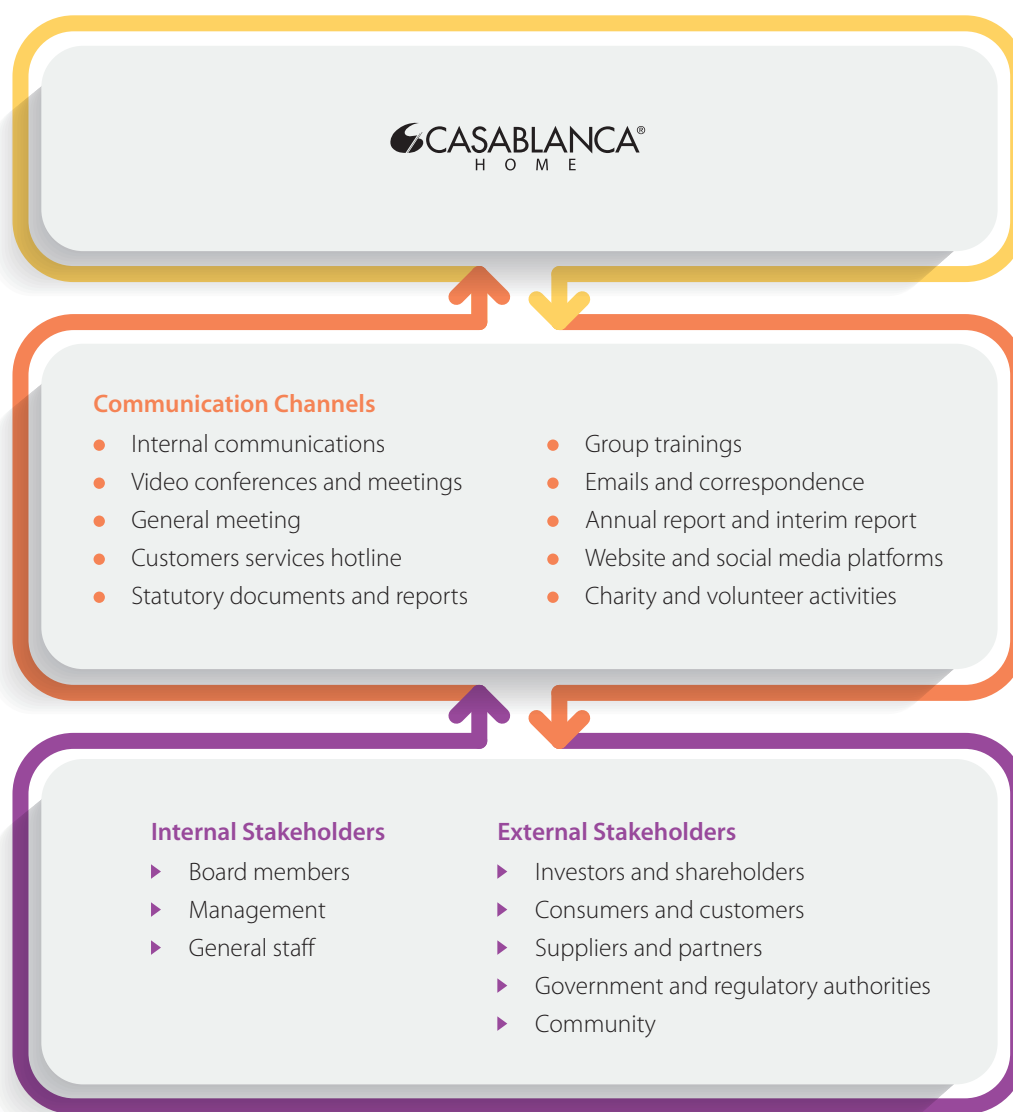 CASABLANCA®
HOME
Communication Channels
Internal communications
Video conferences and meetings
General meeting
Customers services hotline
Statutory documents and reports
Group trainings
Emails and correspondence
Annual report and interim report
Website and social media platforms
Charity and volunteer activities
Internal Stakeholders
Board members
Management
General staff
External Stakeholders
Investors and shareholders
Consumers and customers
Suppliers and partners
Government and regulatory authorities
Community